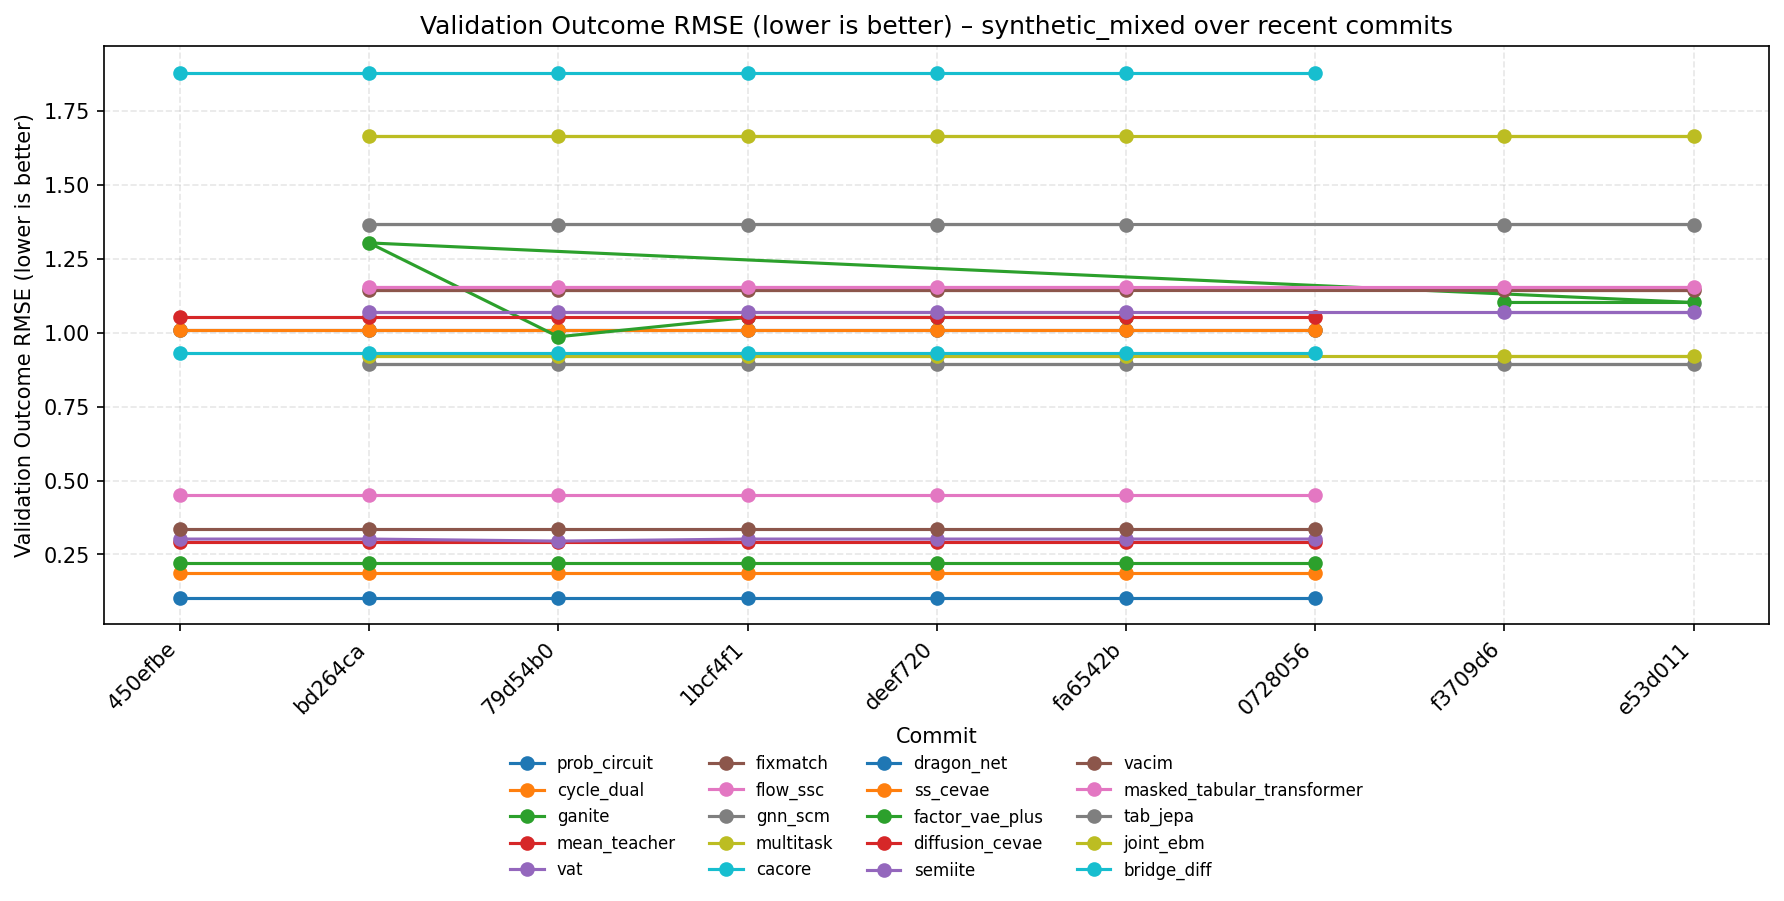 Validation Outcome RMSE (lower is better) – synthetic_mixed over recent commits
Validation Outcome RMSE (lower is better)
1.75
1.50
1.25
1.00
0.75
0.50
0.25
450efbe
bd264ca
79d54b0
1bcf4f1
deef720
fa6542b
0728056
f3709d6
e53d011
Commit
prob_circuit
cycle_dual
ganite
mean_teacher
vat
fixmatch
flow_ssc
gnn_scm
multitask
cacore
dragon_net
ss_cevae
factor_vae_plus
diffusion_cevae
semiite
vacim
masked_tabular_transformer
tab_jepa
joint_ebm
bridge_diff